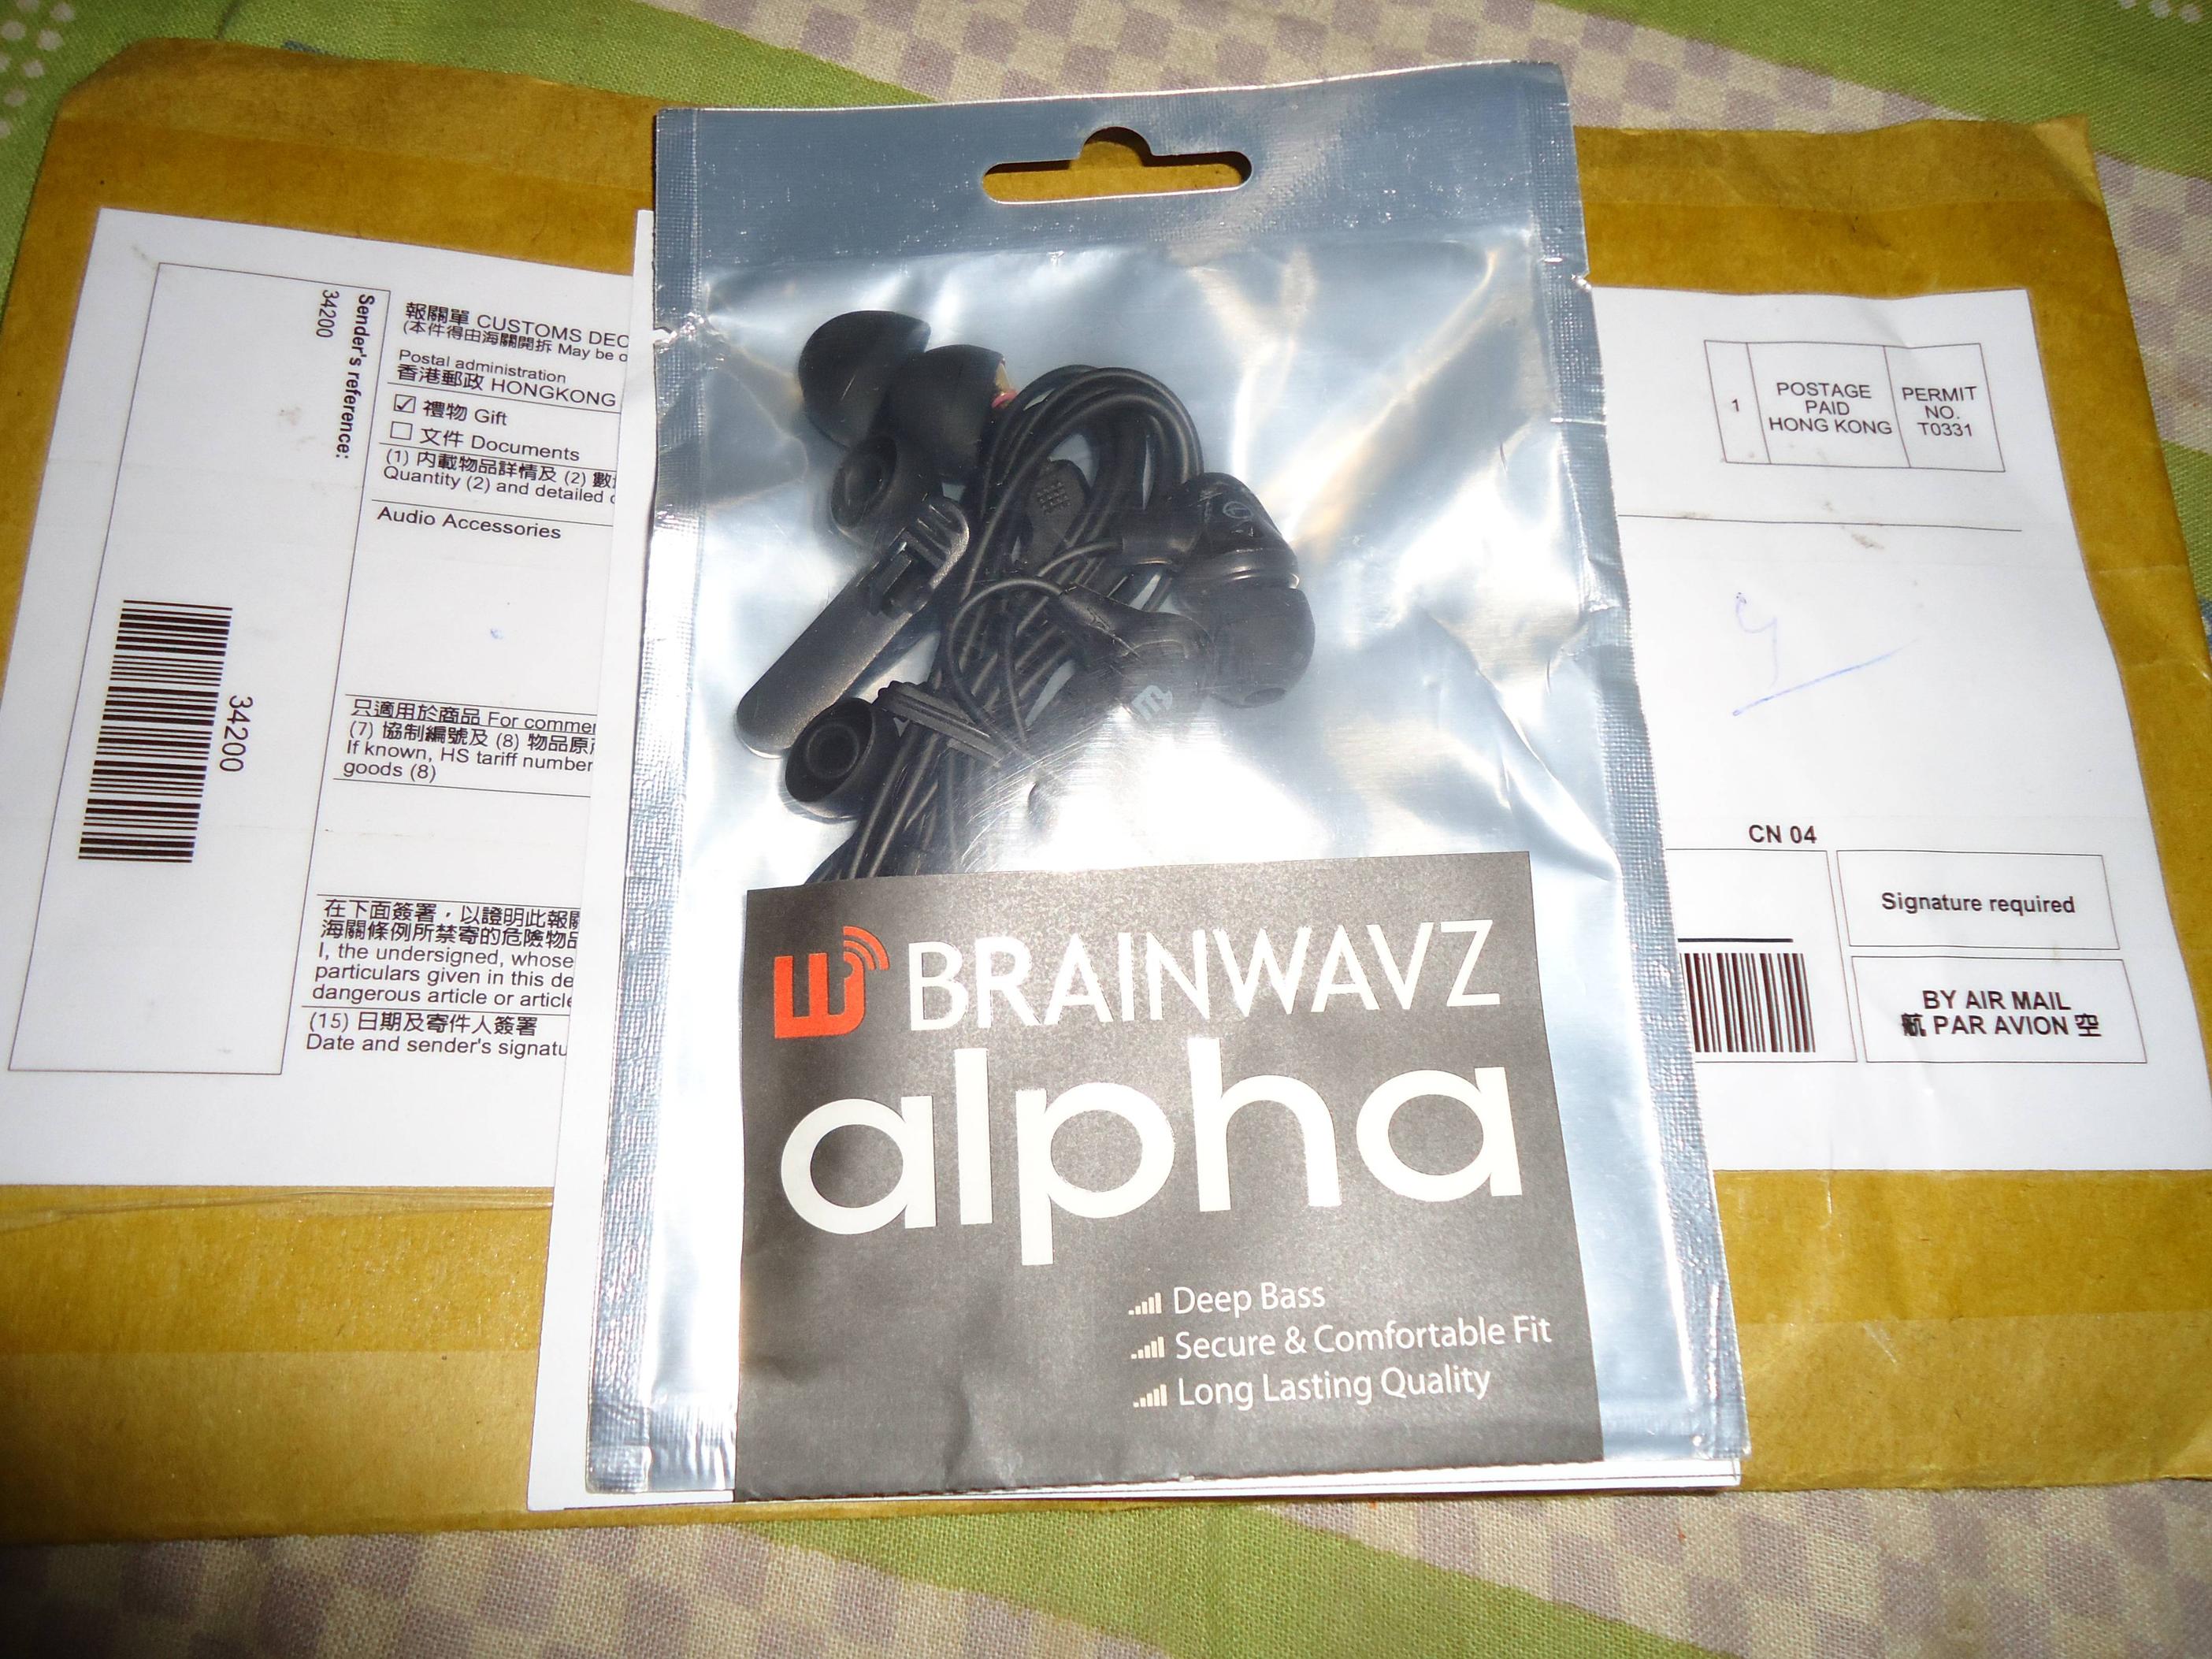 Sender's reference:
34200
34200
報關單 CUSTOMS DEC
(本件得由海關開拆 May be o
Postal administration
香港郵政 HONGKONG
☑ 禮物 Gift
☐ 文件 Documents
(1) 內載物品詳情及 (2) 數
Quantity (2) and detailed
Audio Accessories
只適用於商品 For commer
(7) 協制編號及 (8) 物品原
If known, HS tariff number
goods (8)
在下面簽署，以證明此報關
海關條例所禁寄的危險物品
I, the undersigned, whose
particulars given in this de
dangerous article or article
(15) 日期及寄件人簽署
Date and sender's signatu
BRAINWAVZ
alpha
Deep Bass
Secure & Comfortable Fit
Long Lasting Quality
1
POSTAGE
PAID
HONG KONG
PERMIT
NO.
T0331
CN 04
Signature required
BY AIR MAIL
航 PAR AVION 空